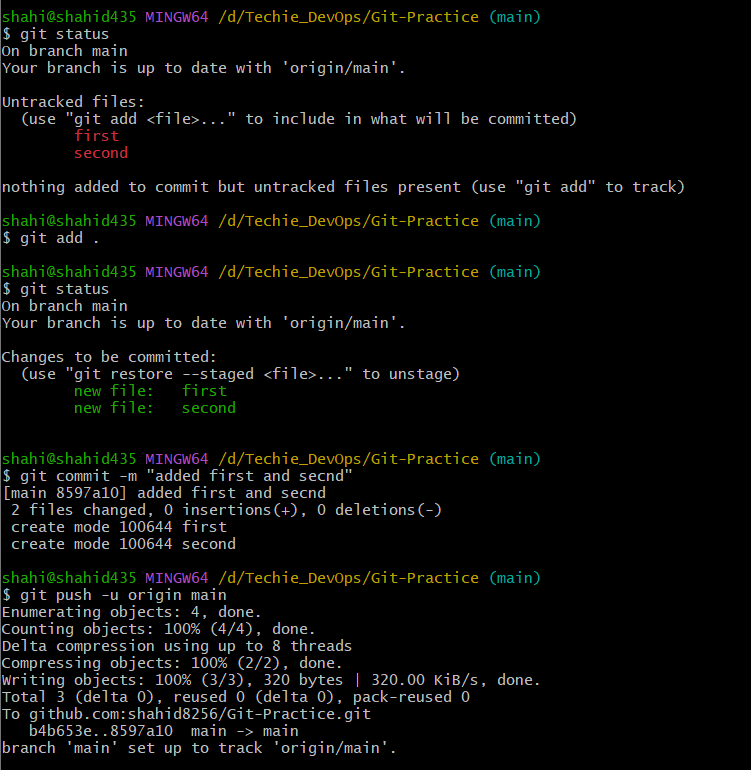 shahi@shahid435 MINGW64 /d/Techie_DevOps/Git-Practice (main)
$ git status
On branch main
Your branch is up to date with 'origin/main'.

Untracked files:
  (use "git add <file>..." to include in what will be committed)
        first
        second

nothing added to commit but untracked files present (use "git add" to track)

shahi@shahid435 MINGW64 /d/Techie_DevOps/Git-Practice (main)
$ git add .

shahi@shahid435 MINGW64 /d/Techie_DevOps/Git-Practice (main)
$ git status
On branch main
Your branch is up to date with 'origin/main'.

Changes to be committed:
  (use "git restore --staged <file>..." to unstage)
        new file:   first
        new file:   second


shahi@shahid435 MINGW64 /d/Techie_DevOps/Git-Practice (main)
$ git commit -m "added first and secnd"
[main 8597a10] added first and secnd
 2 files changed, 0 insertions(+), 0 deletions(-)
 create mode 100644 first
 create mode 100644 second

shahi@shahid435 MINGW64 /d/Techie_DevOps/Git-Practice (main)
$ git push -u origin main
Enumerating objects: 4, done.
Counting objects: 100% (4/4), done.
Delta compression using up to 8 threads
Compressing objects: 100% (2/2), done.
Writing objects: 100% (3/3), 320 bytes | 320.00 KiB/s, done.
Total 3 (delta 0), reused 0 (delta 0), pack-reused 0
To github.com:shahid8256/Git-Practice.git
   b4b653e..8597a10  main -> main
branch 'main' set up to track 'origin/main'.